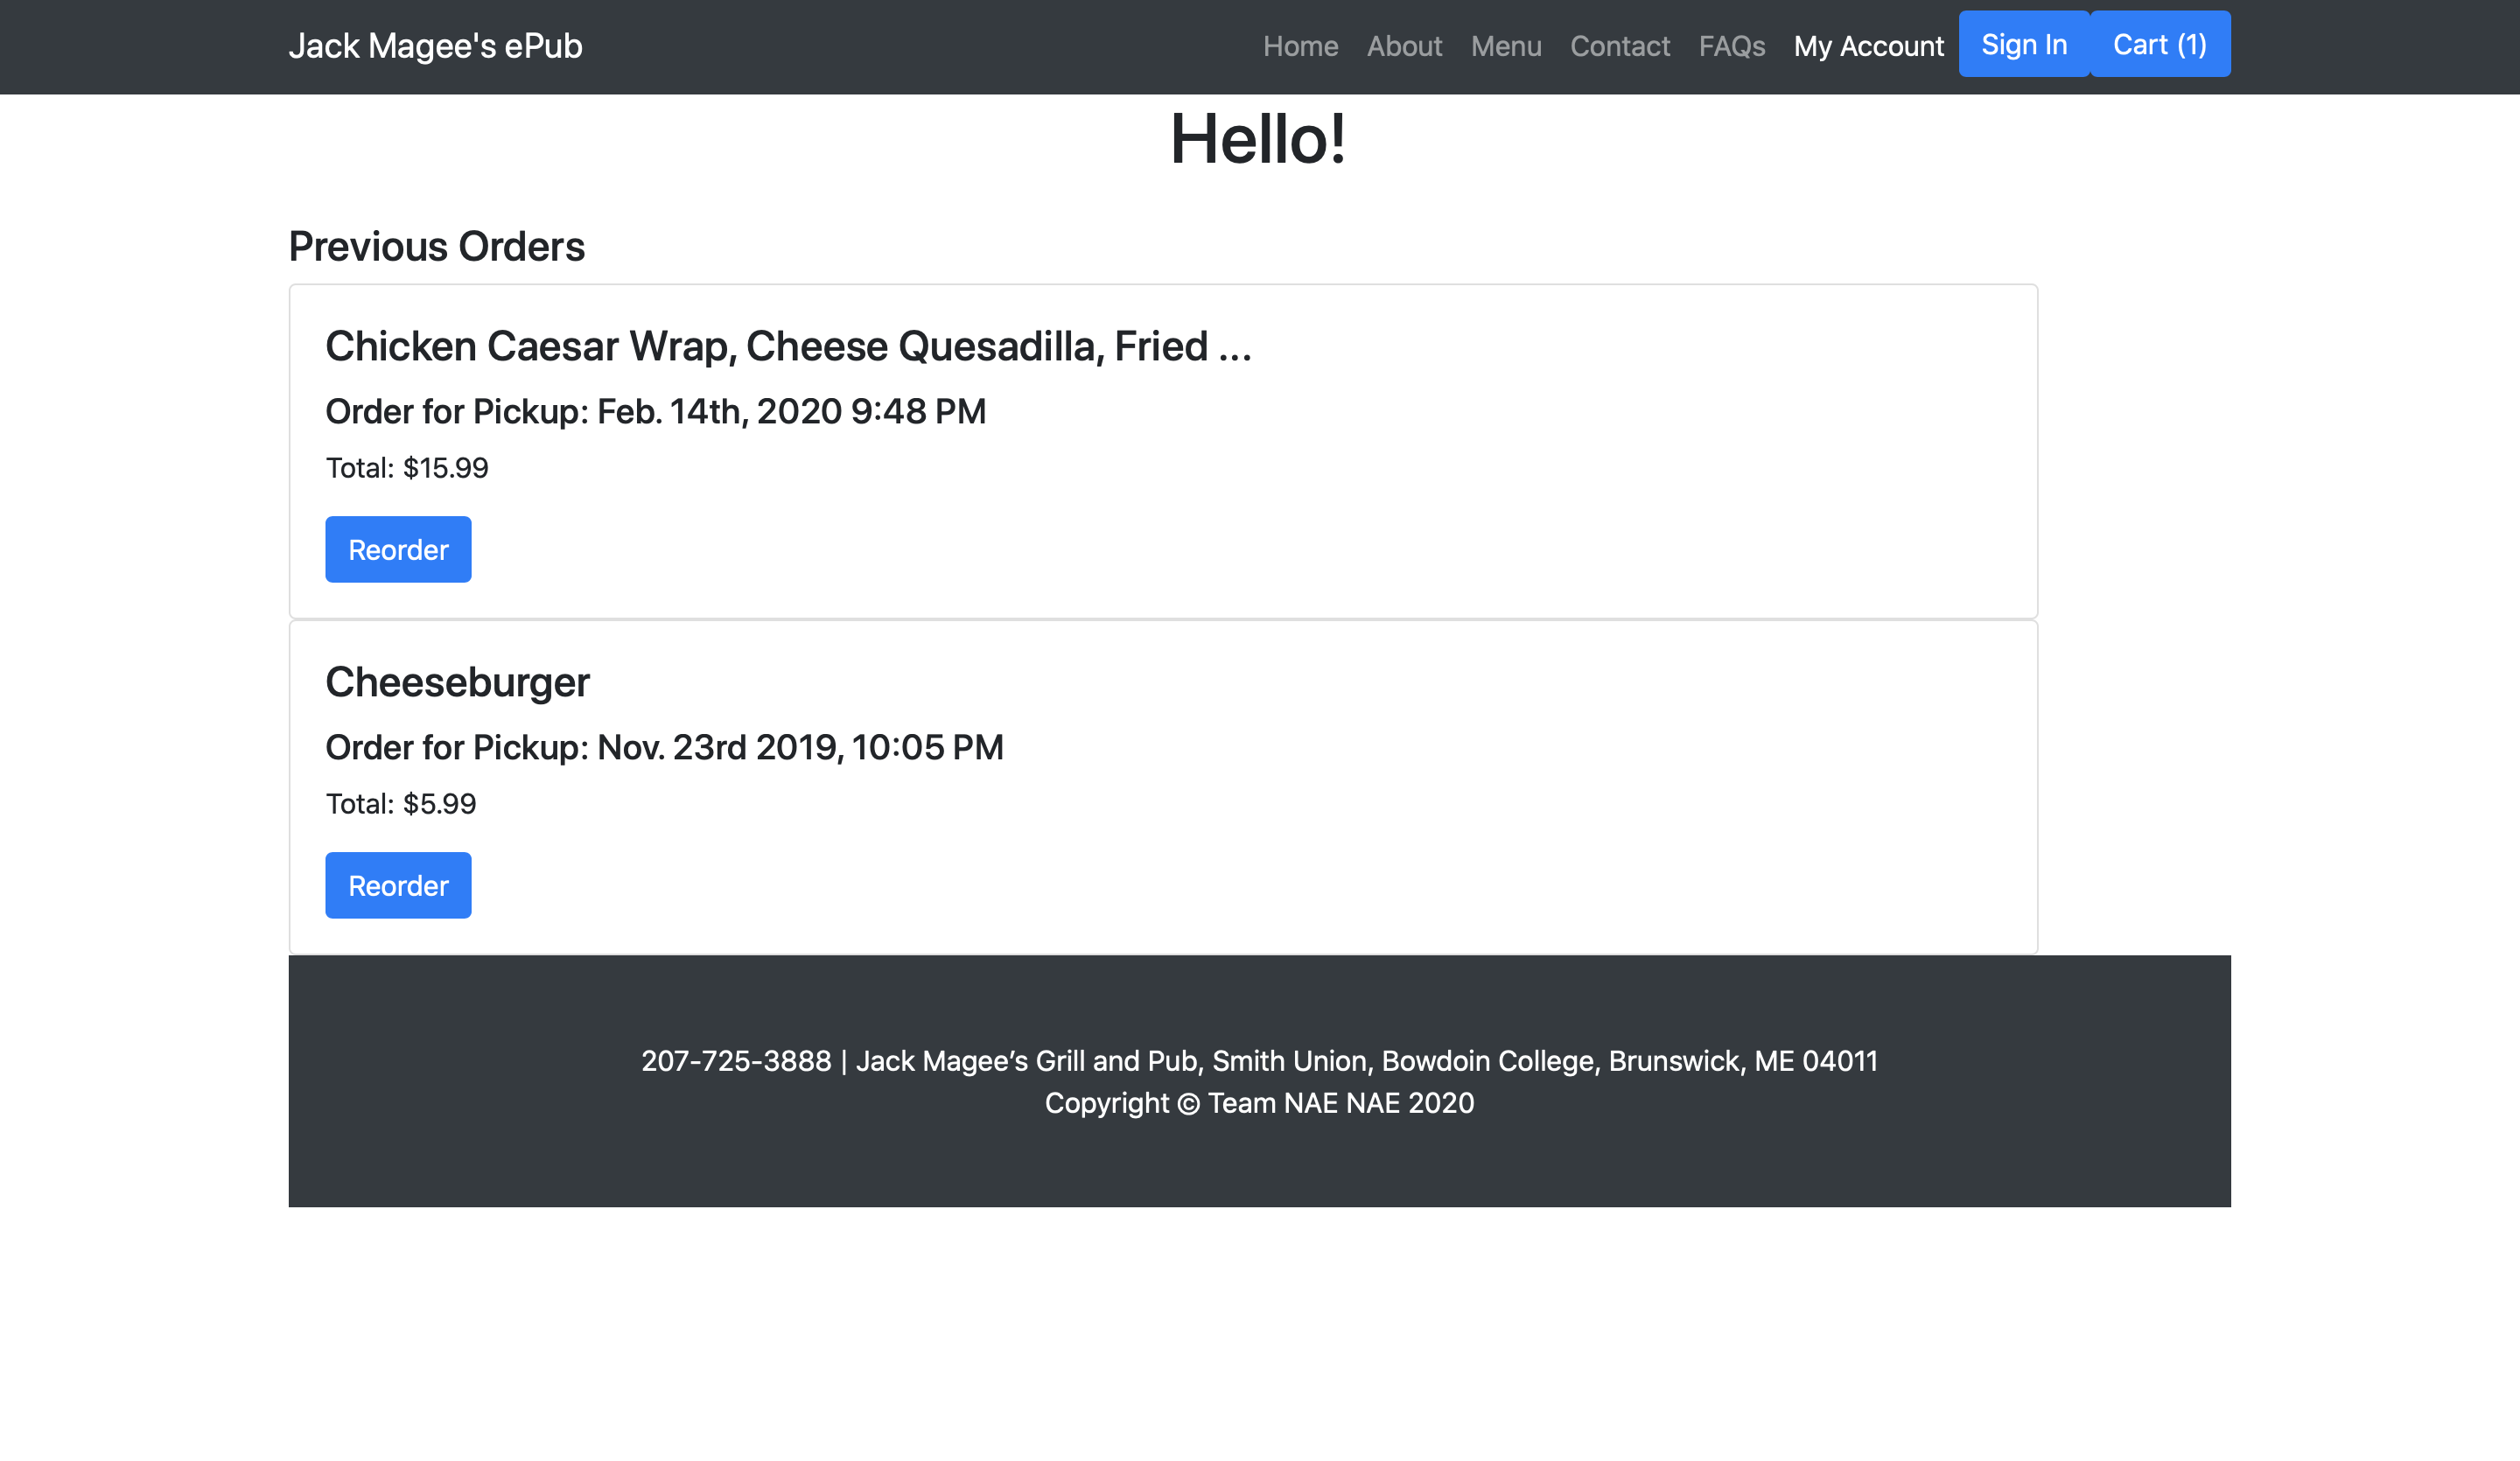 Jack Magee's ePub
Home About Menu Contact FAQs My Account Sign In Cart (1)
Hello!
Previous Orders
Chicken Caesar Wrap, Cheese Quesadilla, Fried ...
Order for Pickup: Feb. 14th, 2020 9:48 PM
Total: $15.99
Reorder
Cheeseburger
Order for Pickup: Nov. 23rd 2019, 10:05 PM
Total: $5.99
Reorder
207-725-3888 | Jack Magee’s Grill and Pub, Smith Union, Bowdoin College, Brunswick, ME 04011
Copyright © Team NAE NAE 2020